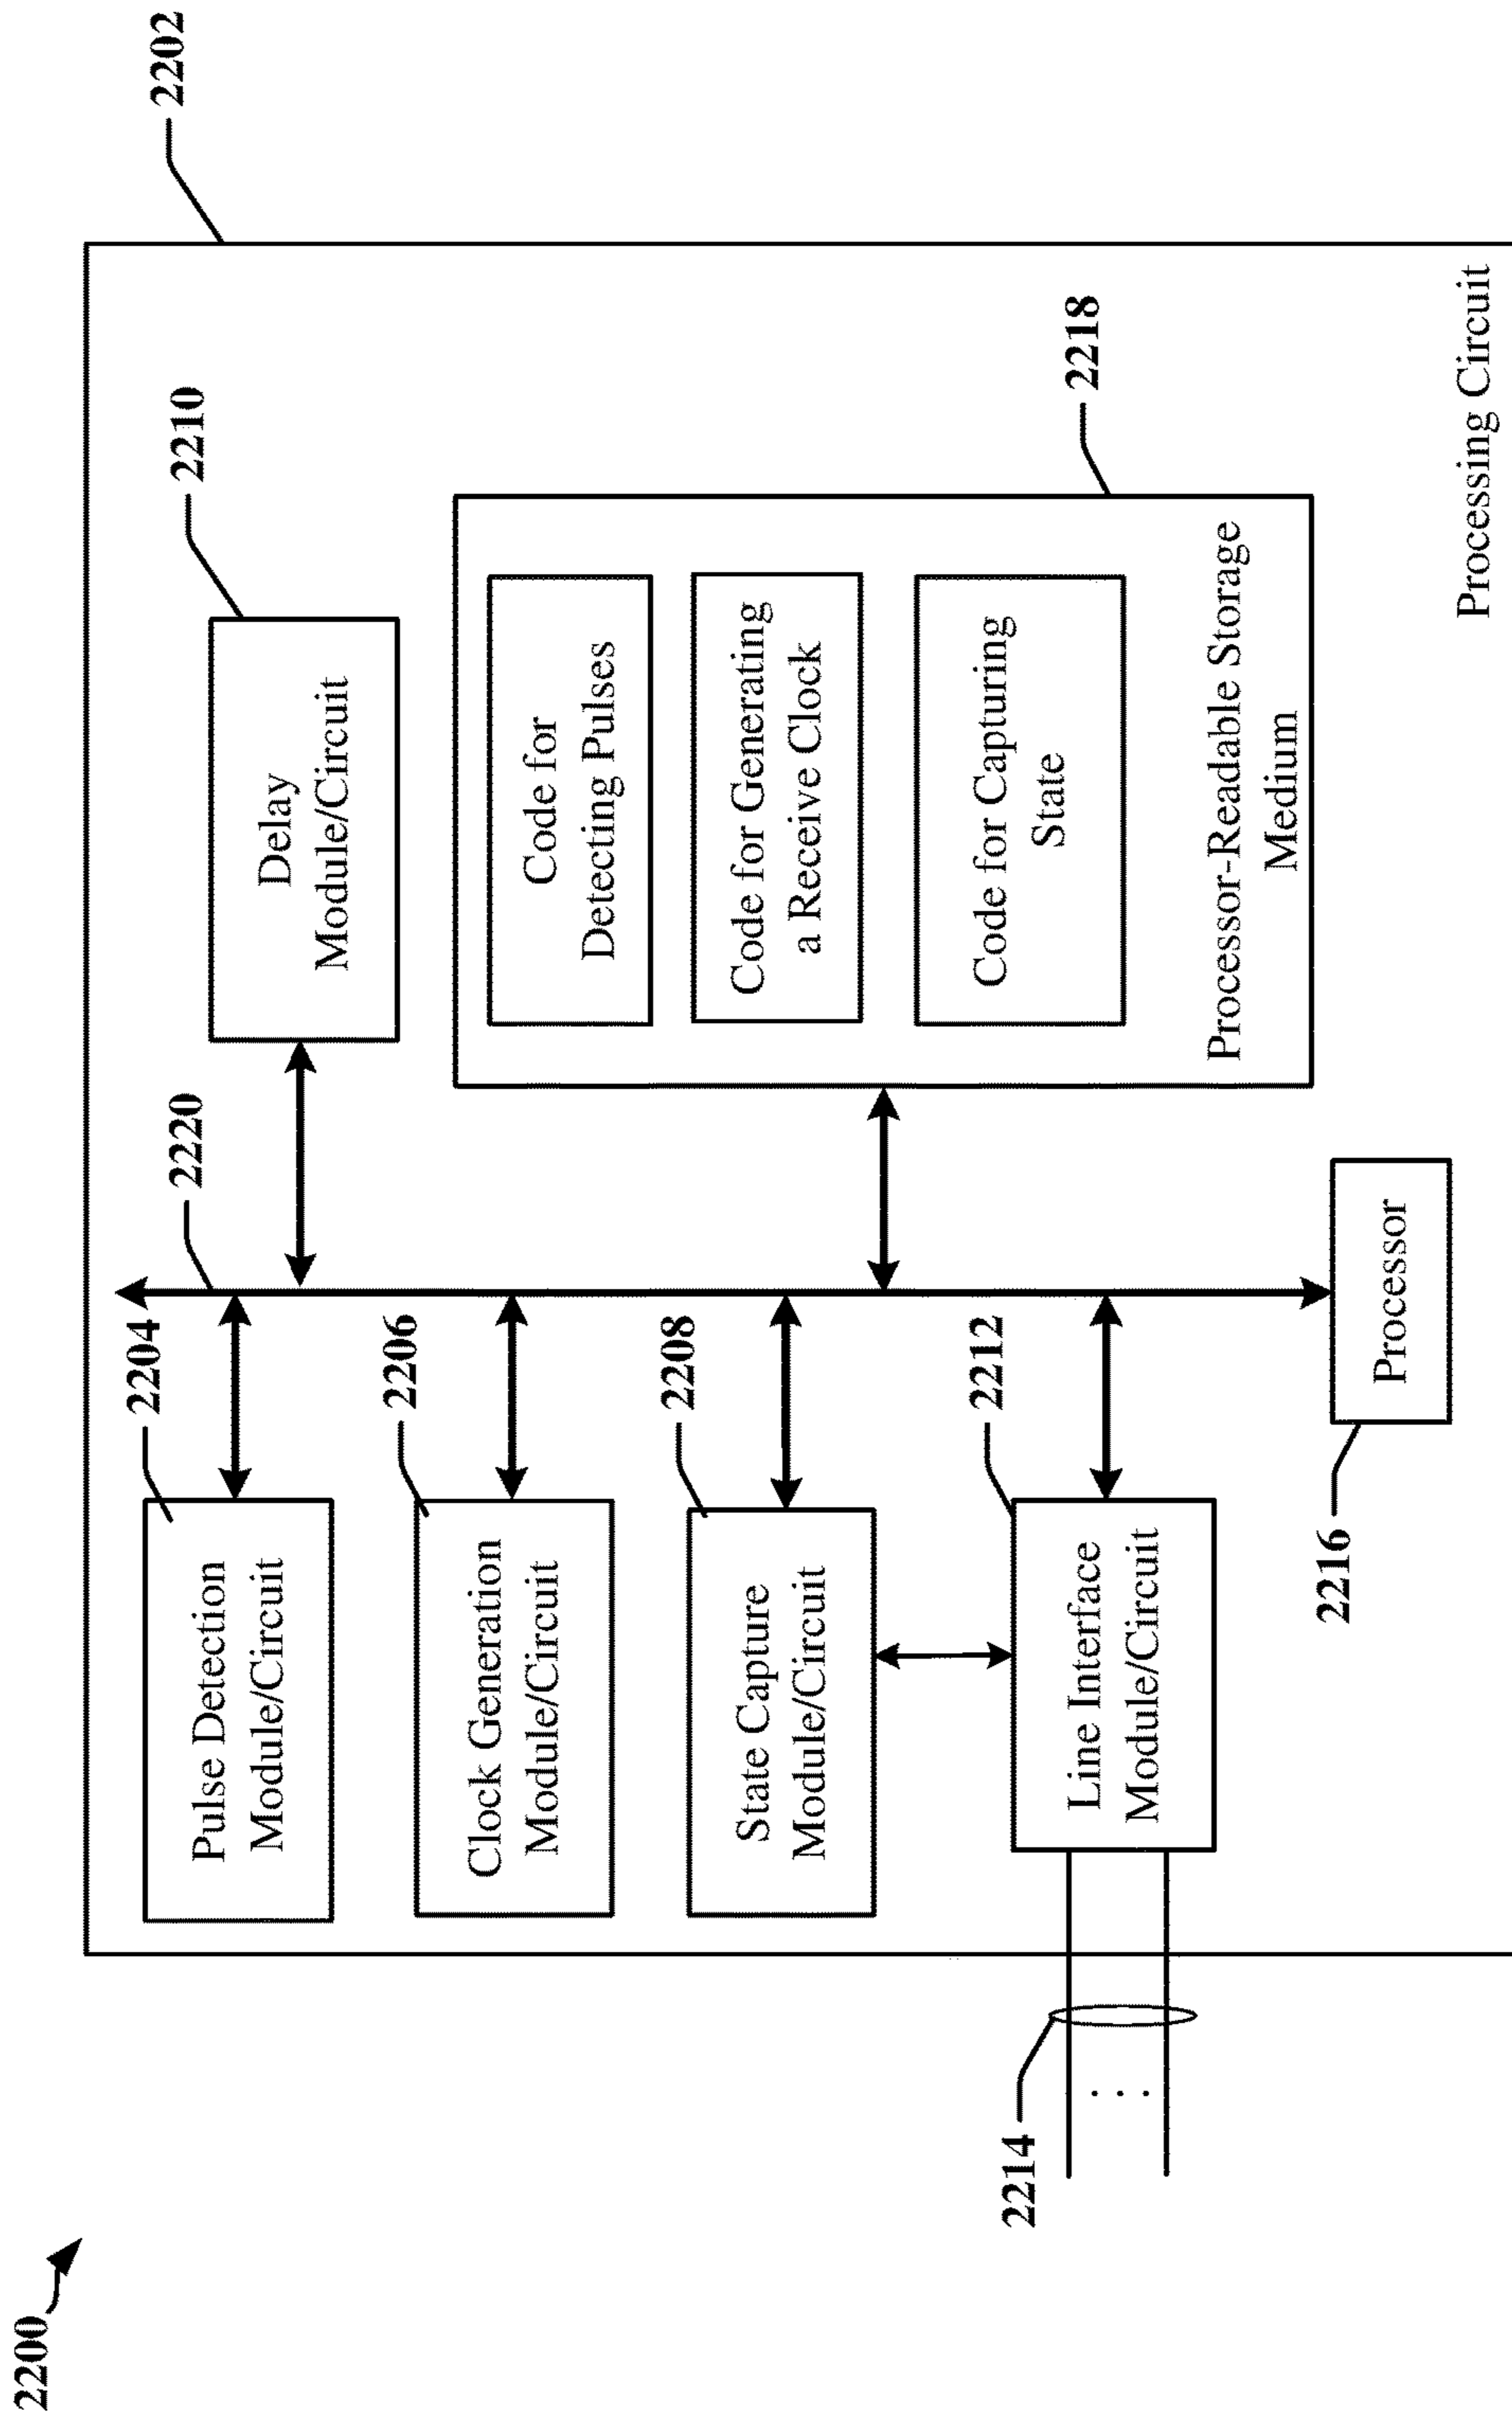 2200
2202
2204
Pulse Detection
Module/Circuit
2220
2210
Delay
Module/Circuit
2206
Clock Generation
Module/Circuit
2208
State Capture
Module/Circuit
2218
Code for
Detecting Pulses
Code for Generating
a Receive Clock
Code for Capturing
State
Processor-Readable Storage
Medium
2212
Line Interface
Module/Circuit
2214
. . .
2216
Processor
Processing Circuit